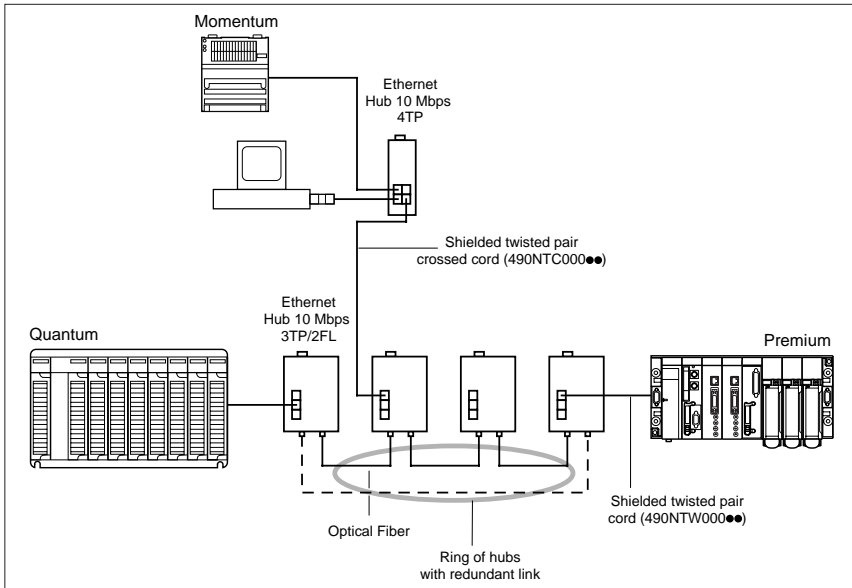 Momentum
Ethernet
Hub 10 Mbps
4TP
Shielded twisted pair
crossed cord (490NTC000●●)
Ethernet
Hub 10 Mbps
3TP/2FL
Quantum
Premium
Optical Fiber
Shielded twisted pair
cord (490NTW000●●)
Ring of hubs
with redundant link